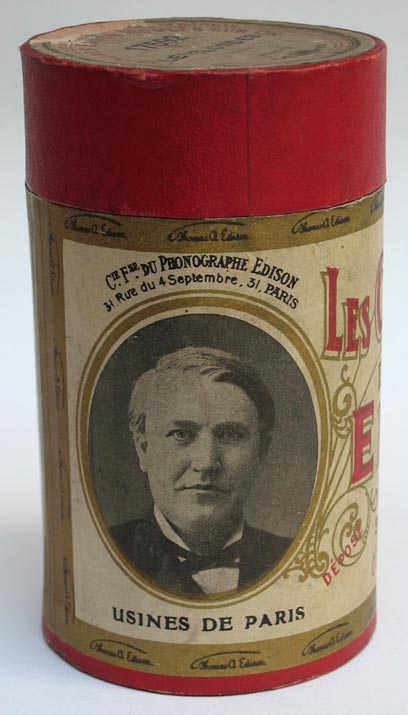 17592
Thomas A. Edison
Thomas A. Edison
Thomas A. Edison
Cie. Fse. DU PHONOGRAPHE EDISON
31, Rue du 4 Septembre, 31, PARIS
LES
E
DÉPOSÉ
USINES DE PARIS
Thomas A. Edison
Thomas A. Edison
Thomas A. Edison